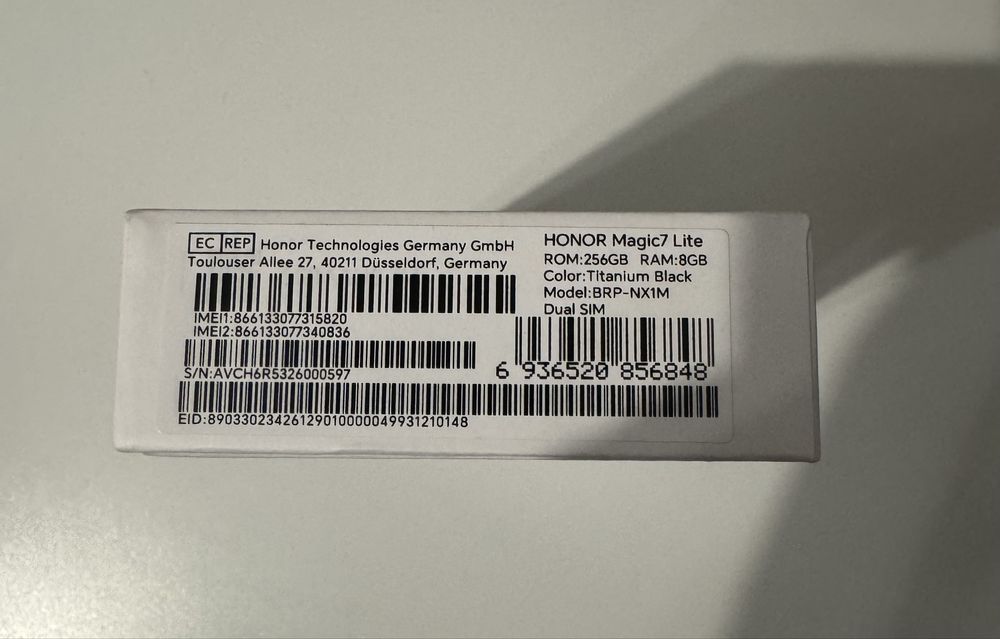 EC REP Honor Technologies Germany GmbH
Toulouser Allee 27, 40211 Düsseldorf, Germany
IMEI1:866133077315820
IMEI2:866133077340836
S/N:AVCH6R5326000597
EID:89033023426129010000049931210148
HONOR Magic7 Lite
ROM:256GB RAM:8GB
Color:Titanium Black
Model:BRP-NX1M
Dual SIM
6 936520 856848